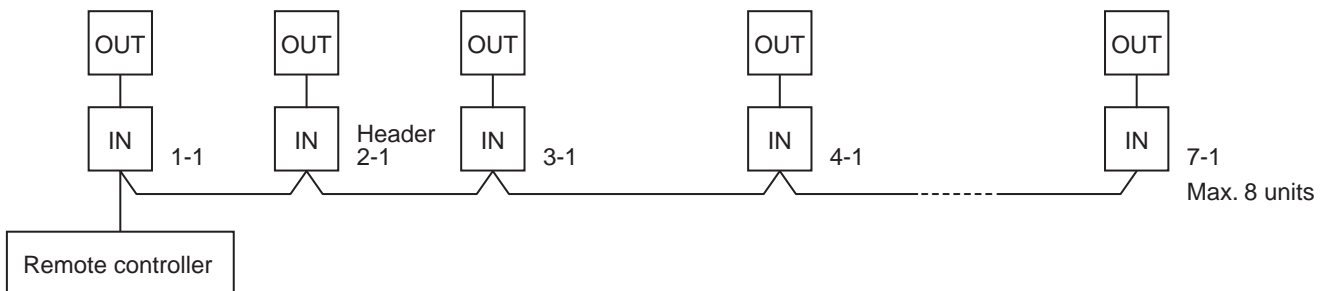 OUT OUT OUT OUT OUT
IN IN IN IN IN
Header
1-1 2-1 3-1 4-1 7-1
Max. 8 units
Remote controller